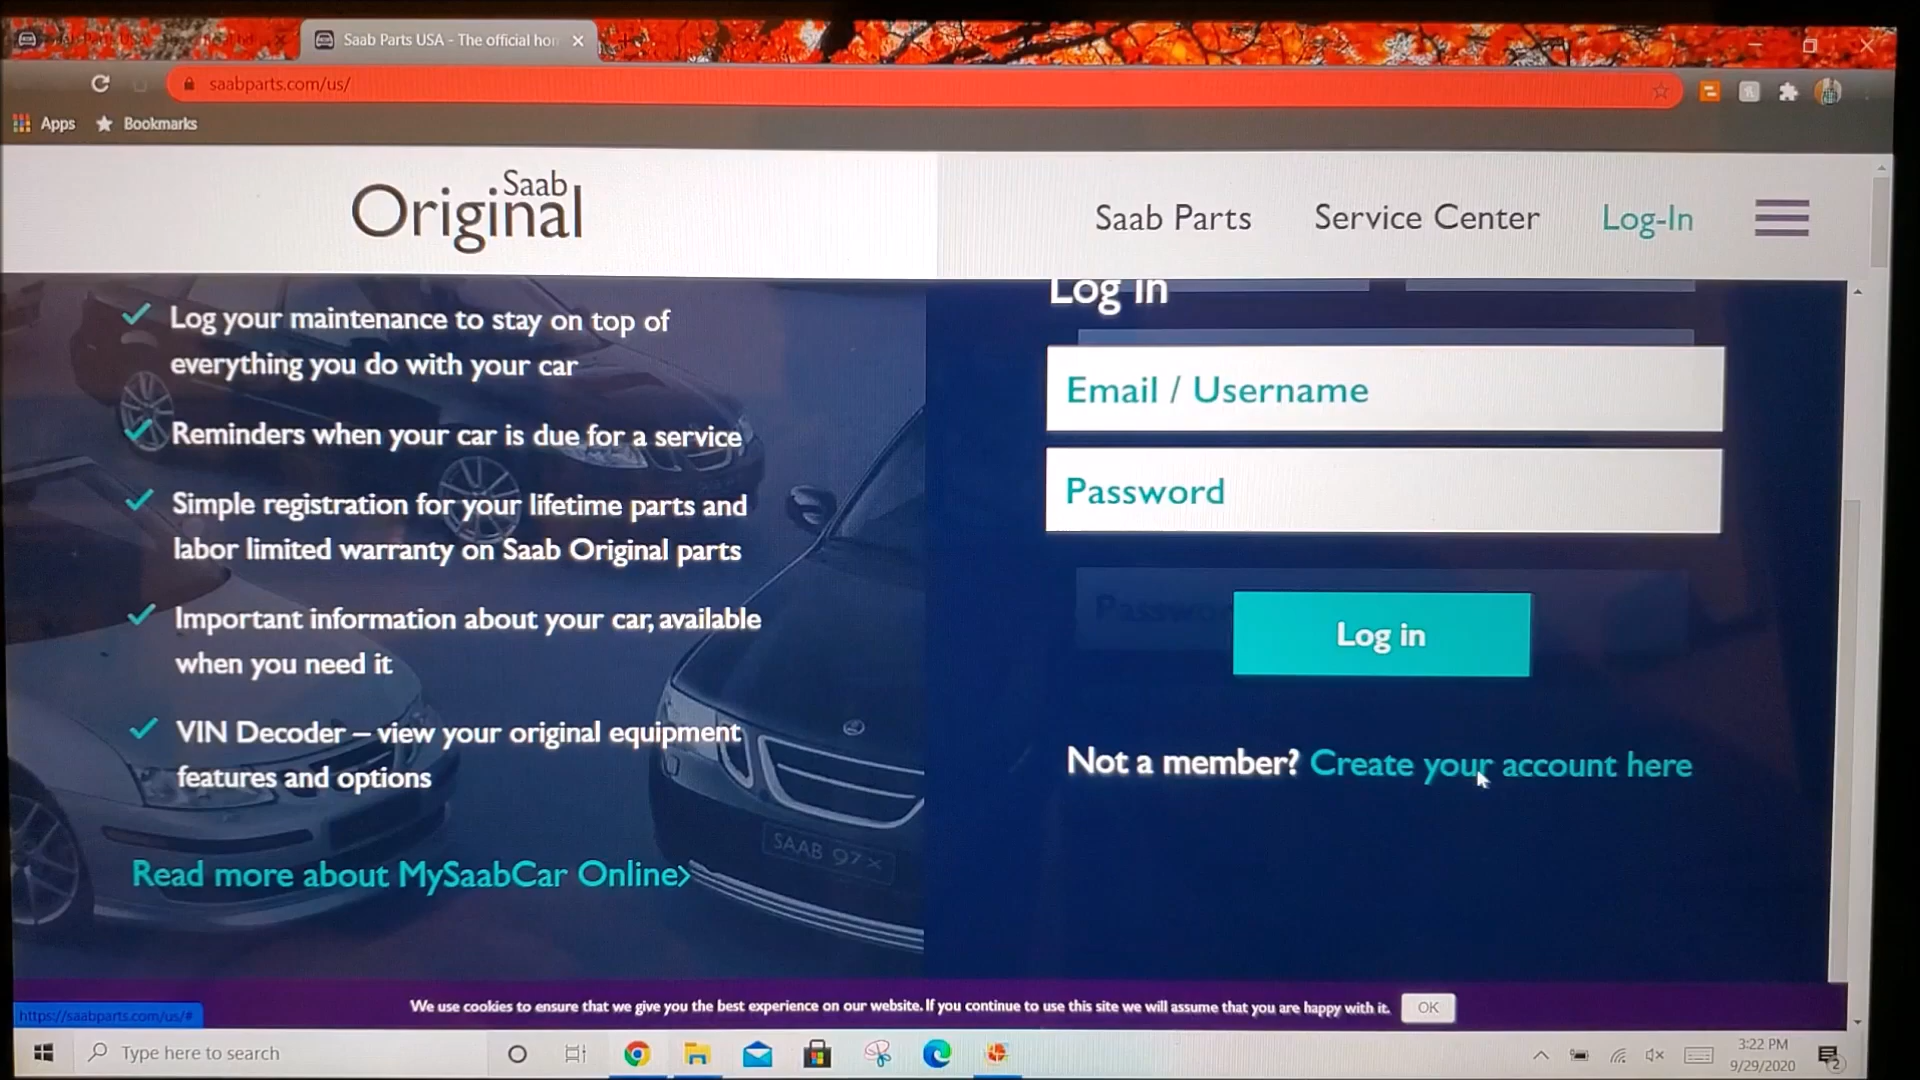 Saab Parts USA - The official hor
saabparts.com/us/
Apps
Bookmarks
Saab
Original
Saab Parts
Service Center
Log-In
Log your maintenance to stay on top of
everything you do with your car
Reminders when your car is due for a service
Simple registration for your lifetime parts and
labor limited warranty on Saab Original parts
Important information about your car, available
when you need it
VIN Decoder – view your original equipment
features and options
SAAB 97X
Read more about MySaabCar Online>
Log in
Email / Username
Password
Log in
Not a member? Create your account here
We use cookies to ensure that we give you the best experience on our website. If you continue to use this site we will assume that you are happy with it.
OK
https://saabparts.com/us/#
Type here to search
3:22 PM
9/29/2020
2